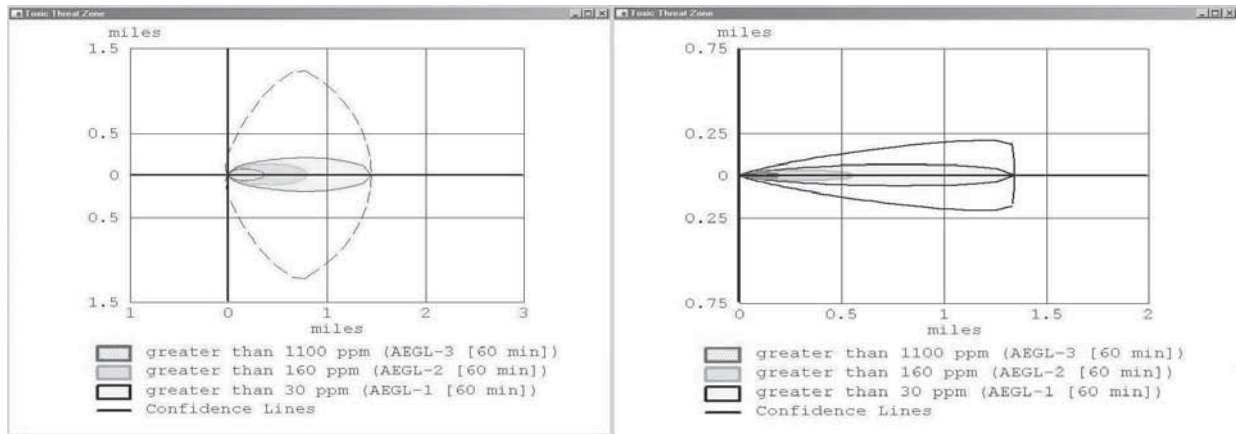 Toxic Threat Zone
miles
1.5
0.5
0
0.5
1.5
1 0 1 2 3
miles
greater than 1100 ppm (AEGL-3 [60 min])
greater than 160 ppm (AEGL-2 [60 min])
greater than 30 ppm (AEGL-1 [60 min])
Confidence Lines
Toxic Threat Zone
miles
0.75
0.25
0
0.25
0.75
0 0.5 1 1.5 2
miles
greater than 1100 ppm (AEGL-3 [60 min])
greater than 160 ppm (AEGL-2 [60 min])
greater than 30 ppm (AEGL-1 [60 min])
Confidence Lines